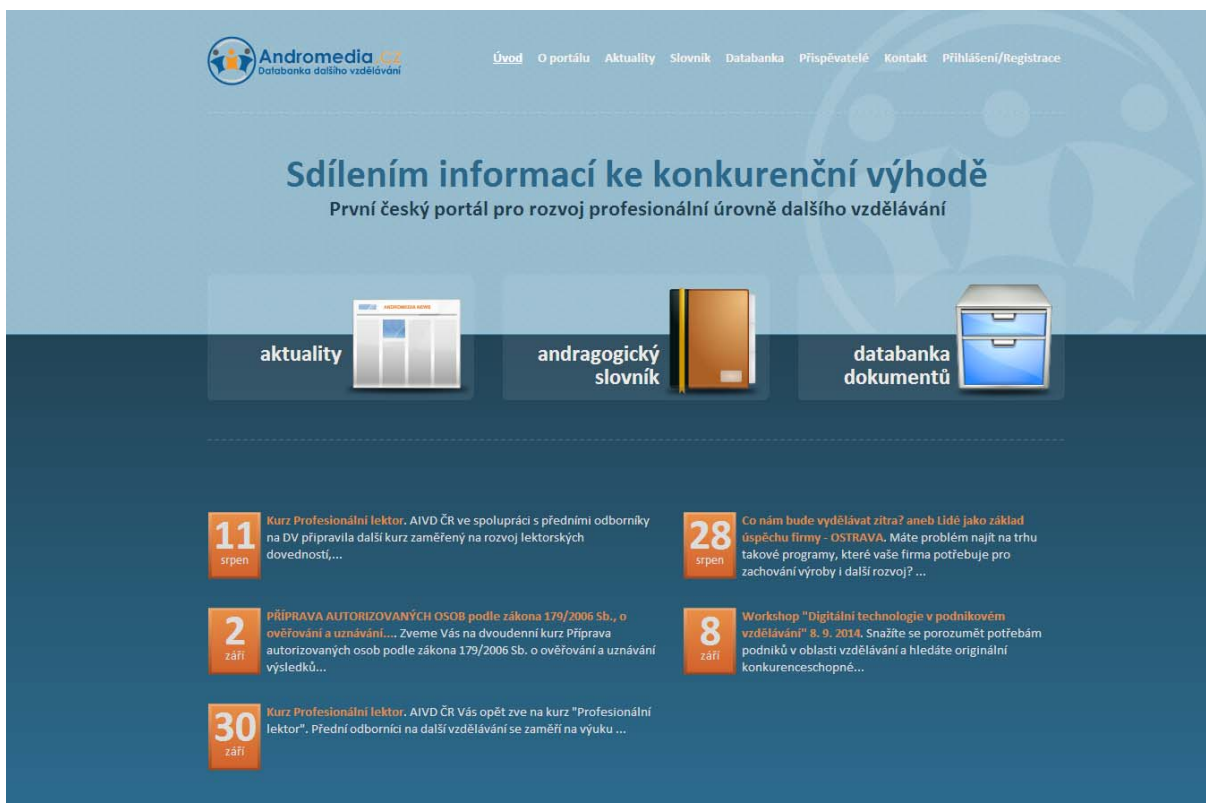 Andromedia.cz
Databanka dalšího vzdělávání
Úvod O portálu Aktuality Slovník Databanka Přispěvatelé Kontakt Přihlášení/Registrace
Sdílením informací ke konkurenční výhodě
První český portál pro rozvoj profesionální úrovně dalšího vzdělávání
ANDROMEDIA NEWS
aktuality
andragogický
slovník
databanka
dokumentů
11
srpen
Kurz Profesionální lektor. AIVD ČR ve spolupráci s předními odborníky
na DV připravila další kurz zaměřený na rozvoj lektorských
dovedností,...
28
srpen
Co nám bude vydělávat zítra? aneb Lidé jako základ
úspěchu firmy - OSTRAVA. Máte problém najít na trhu
takové programy, které vaše firma potřebuje pro
zachování výroby i další rozvoj? ...
2
září
PŘÍPRAVA AUTORIZOVANÝCH OSOB podle zákona 179/2006 Sb., o
ověřování a uznávání.... Zveme Vás na dvoudenní kurz Příprava
autorizovaných osob podle zákona 179/2006 Sb. o ověřování a uznávání
výsledků...
8
září
Workshop "Digitální technologie v podnikovém
vzdělávání" 8. 9. 2014. Snažíte se porozumět potřebám
podniků v oblasti vzdělávání a hledáte originální
konkurenceschopné...
30
září
Kurz Profesionální lektor. AIVD ČR Vás opět zve na kurz "Profesionální
lektor". Přední odborníci na další vzdělávání se zaměří na výuku ...